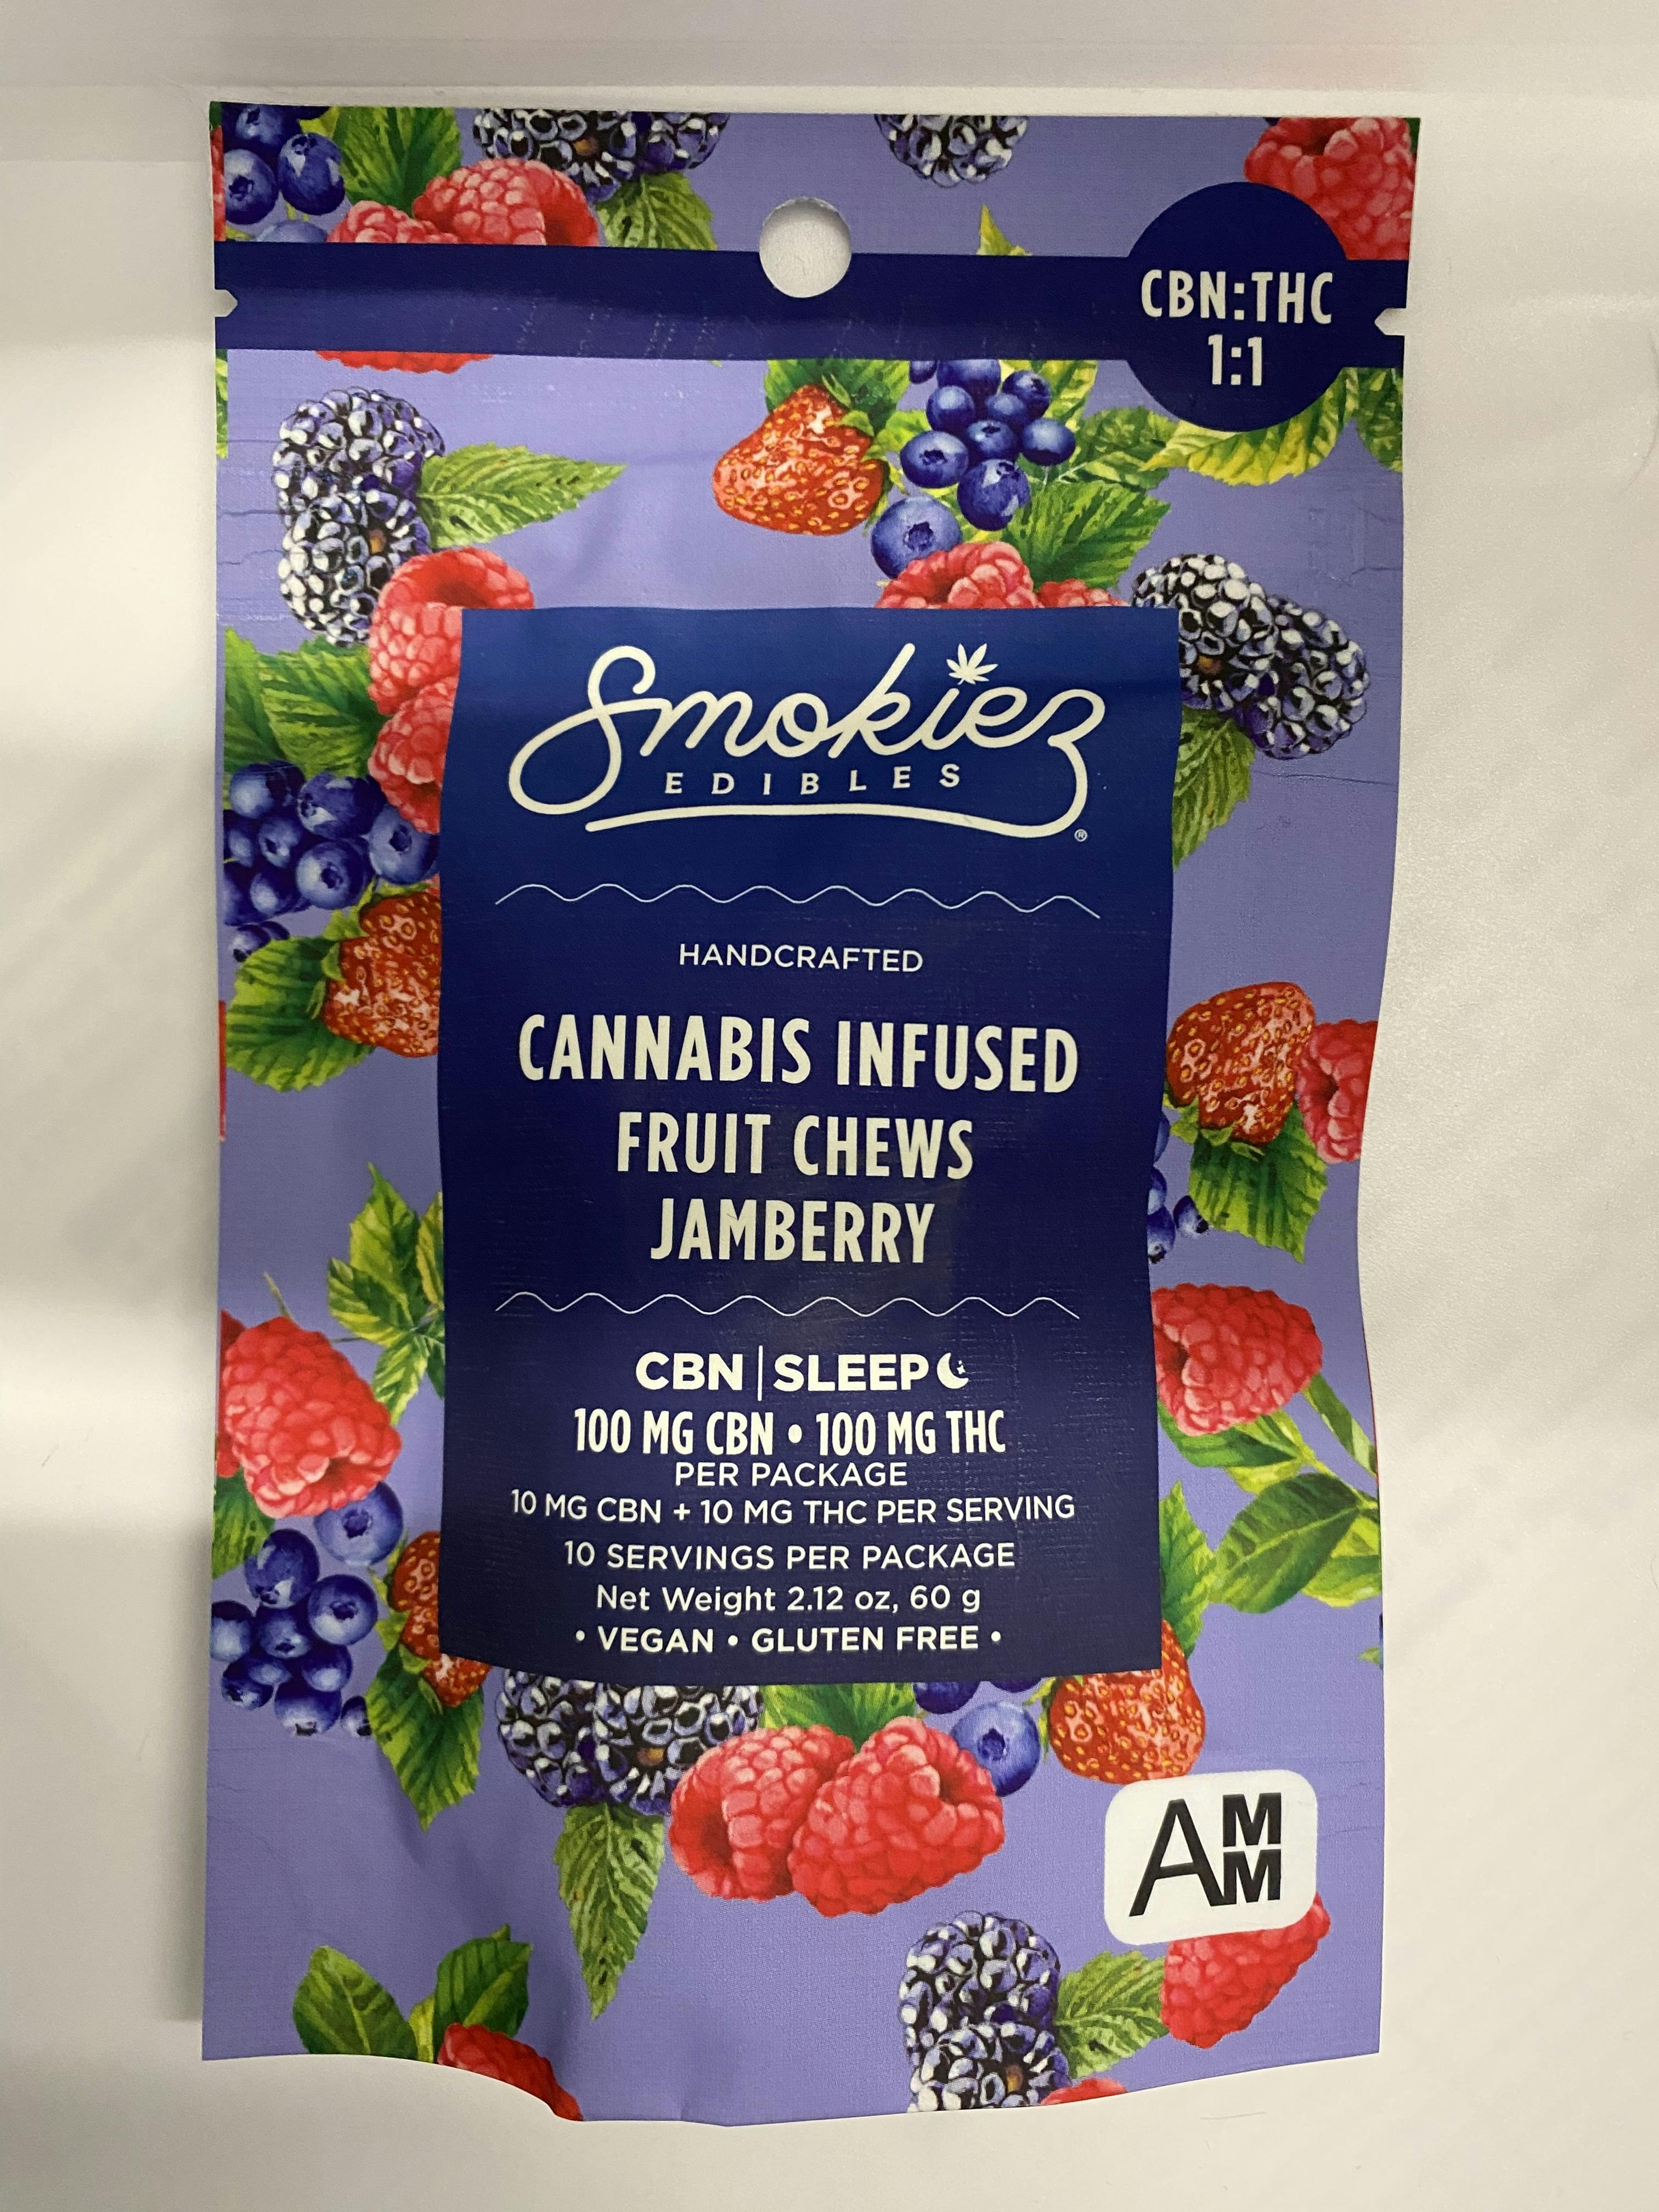 CBN:THC
1:1
Smokiez
EDIBLES
®
HANDCRAFTED
CANNABIS INFUSED
FRUIT CHEWS
JAMBERRY
CBN | SLEEP
100 MG CBN • 100 MG THC
PER PACKAGE
10 MG CBN + 10 MG THC PER SERVING
10 SERVINGS PER PACKAGE
Net Weight 2.12 oz, 60 g
• VEGAN • GLUTEN FREE •
AMM